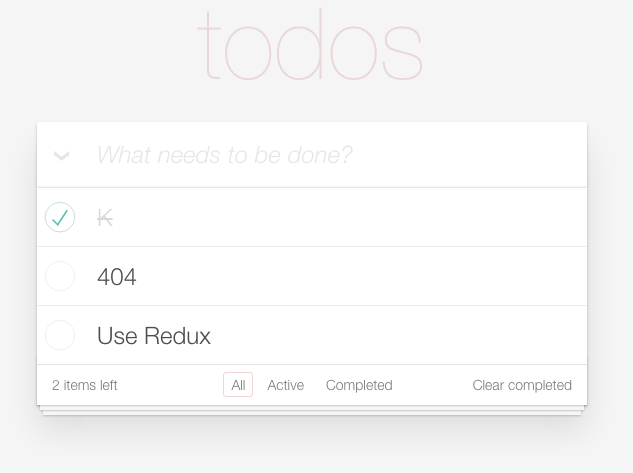 todos
What needs to be done?
K
404
Use Redux
2 items left All Active Completed Clear completed